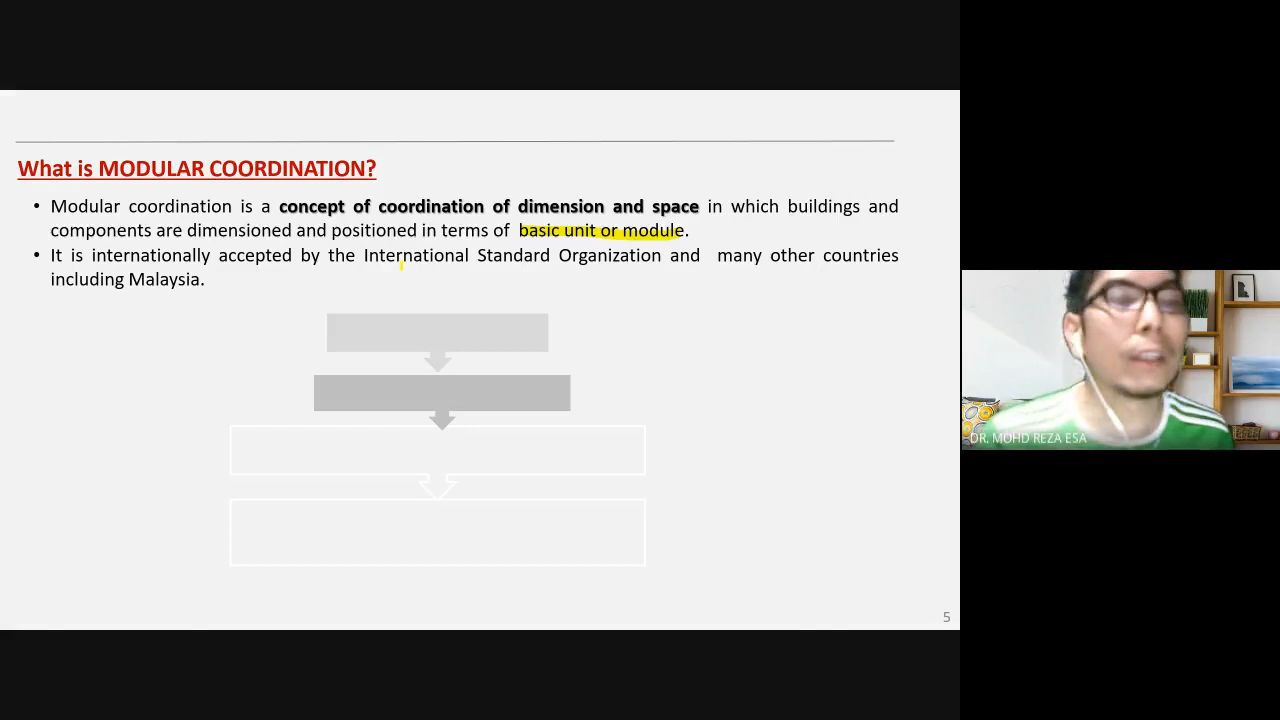 What is MODULAR COORDINATION?
• Modular coordination is a concept of coordination of dimension and space in which buildings and
components are dimensioned and positioned in terms of basic unit or module.
• It is internationally accepted by the International Standard Organization and many other countries
including Malaysia.
DR. MOHD REZA ESA
5